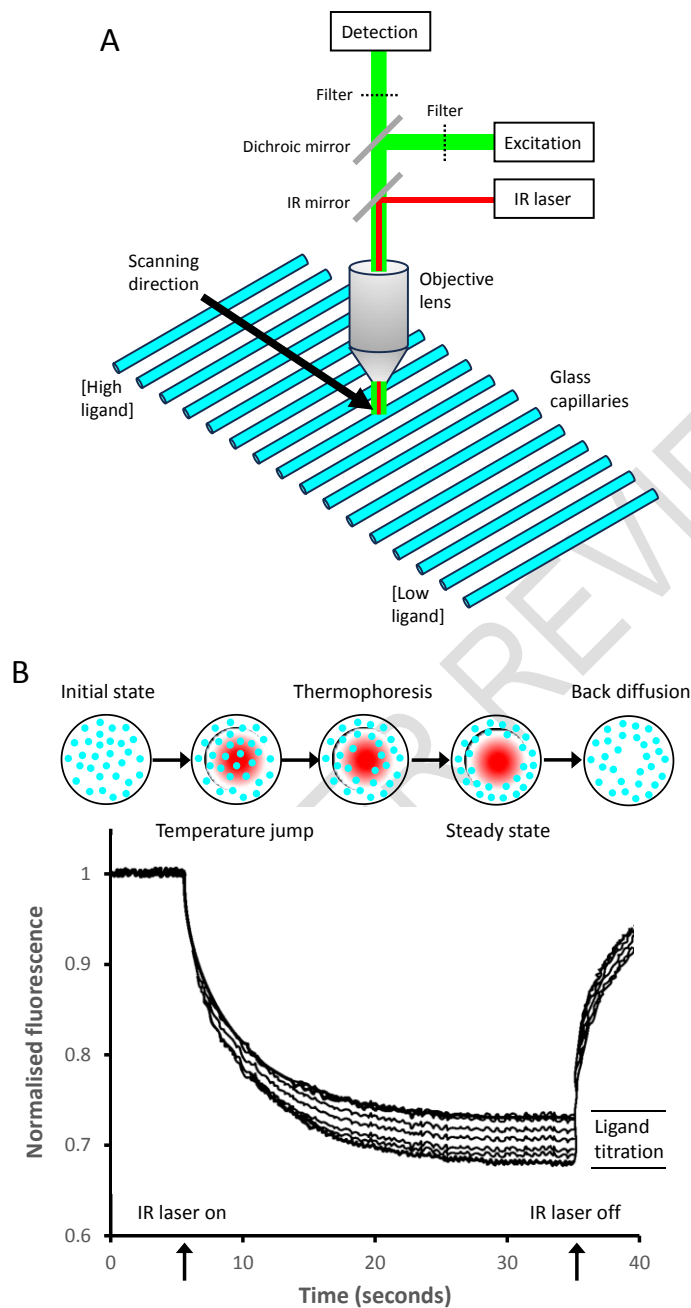 A
Detection
Filter
Filter
Dichroic mirror
Excitation
IR mirror
IR laser
Scanning
direction
Objective
lens
[High
ligand]
Glass
capillaries
[Low
ligand]
B
Initial state
Thermophoresis
Back diffusion
Temperature jump
Steady state
1
0.9
0.8
0.7
0.6
Normalised fluorescence
Ligand
titration
IR laser on
IR laser off
0
10
20
30
40
Time (seconds)